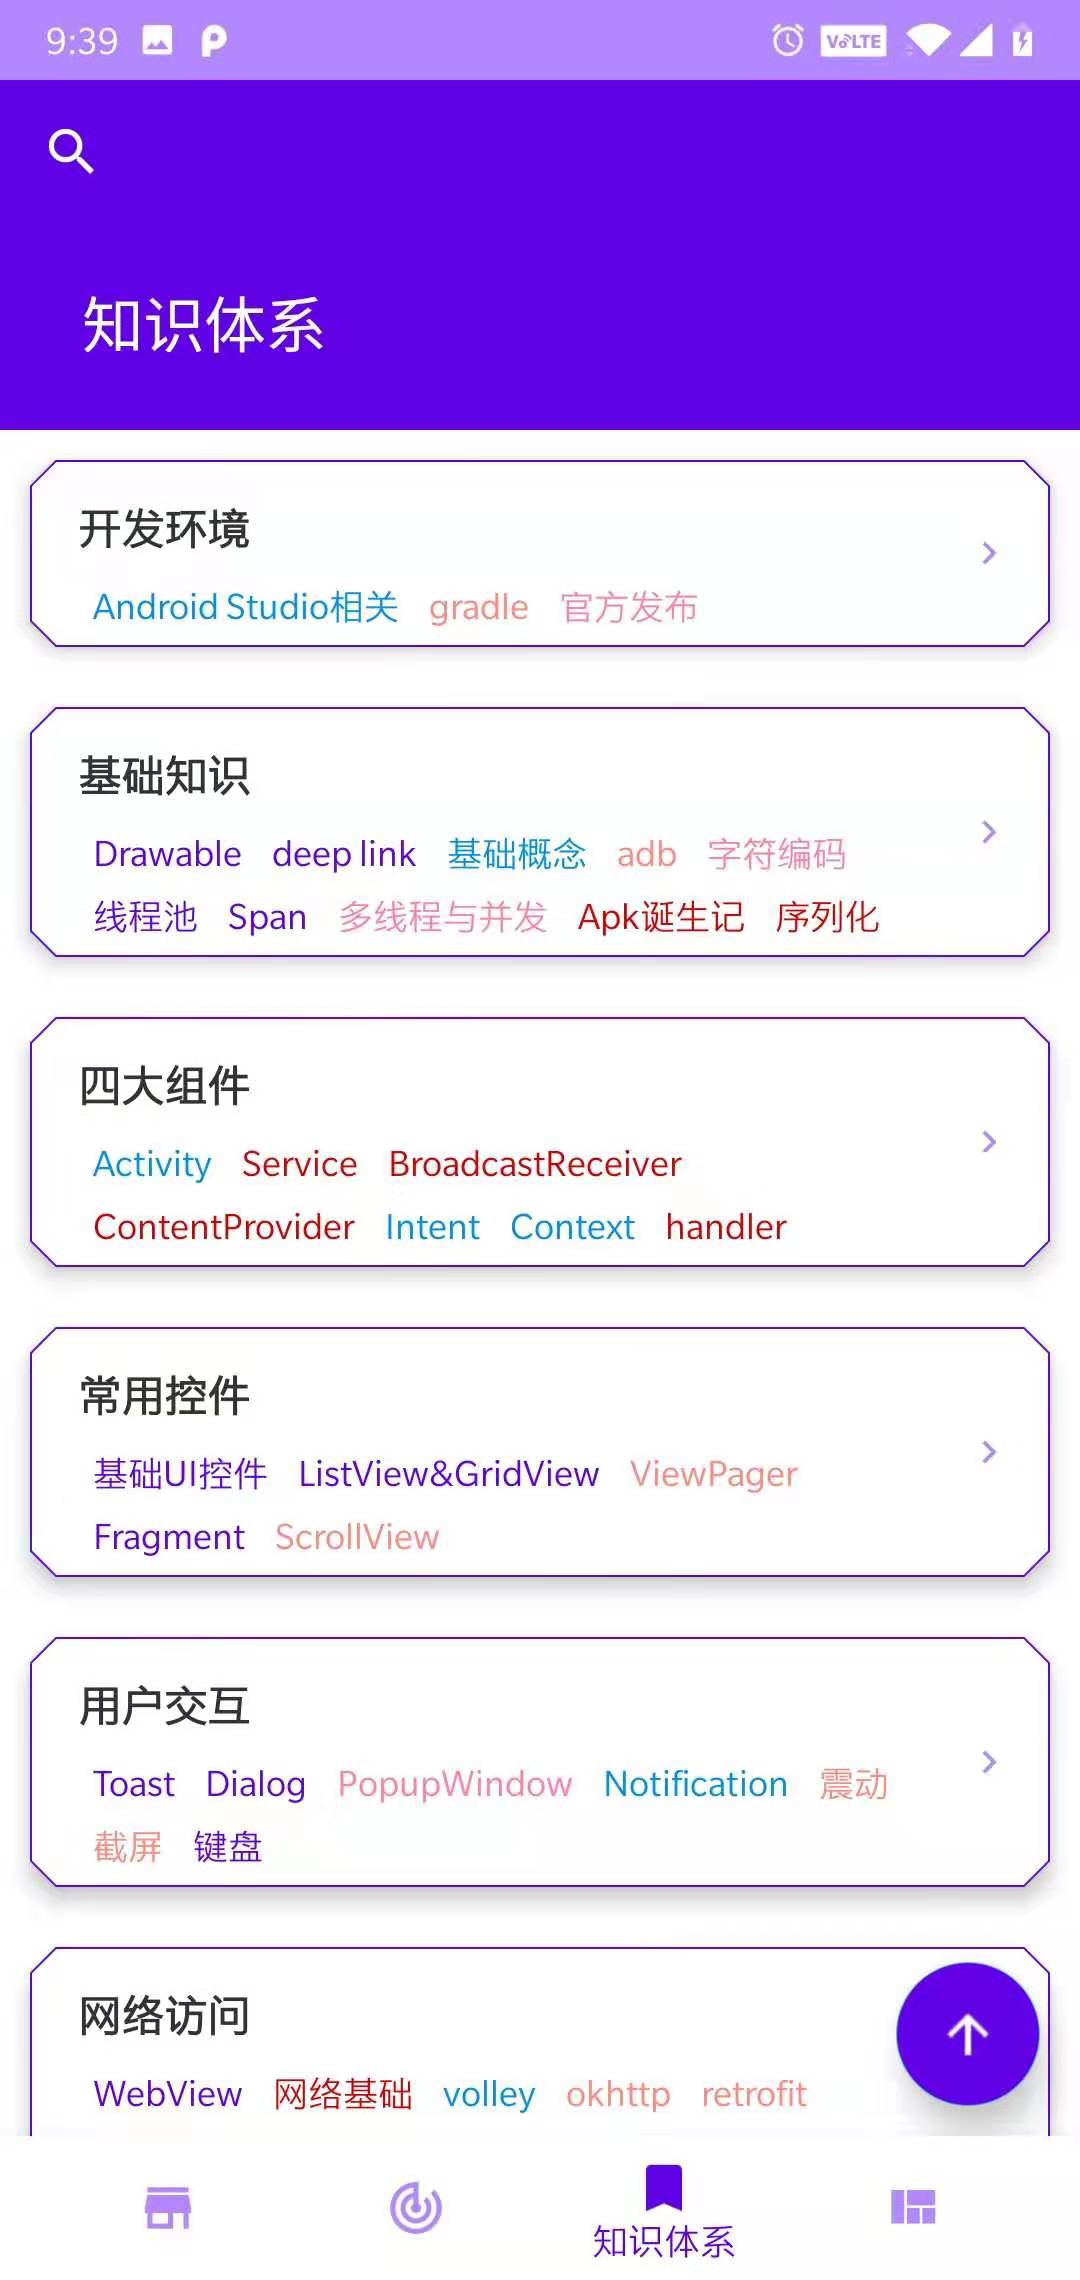 9:39 VoLTE
知识体系
开发环境
Android Studio相关 gradle 官方发布
基础知识
Drawable deep link 基础概念 adb 字符编码
线程池 Span 多线程与并发 Apk诞生记 序列化
四大组件
Activity Service BroadcastReceiver
ContentProvider Intent Context handler
常用控件
基础UI控件 ListView&GridView ViewPager
Fragment ScrollView
用户交互
Toast Dialog PopupWindow Notification 震动
截屏 键盘
网络访问
WebView 网络基础 volley okhttp retrofit
知识体系